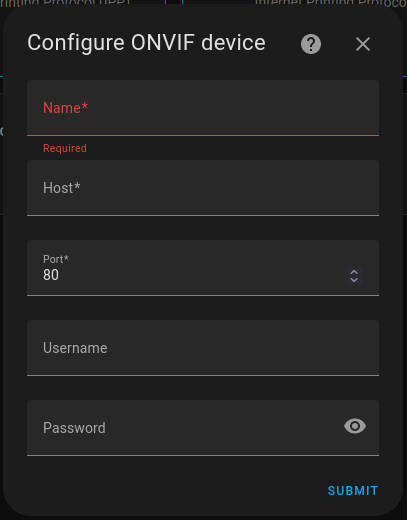 Printing Protocol (IPP)
Internet Printing Protoco
Configure ONVIF device
Name*
Required
Host*
Port*
80
Username
Password
SUBMIT